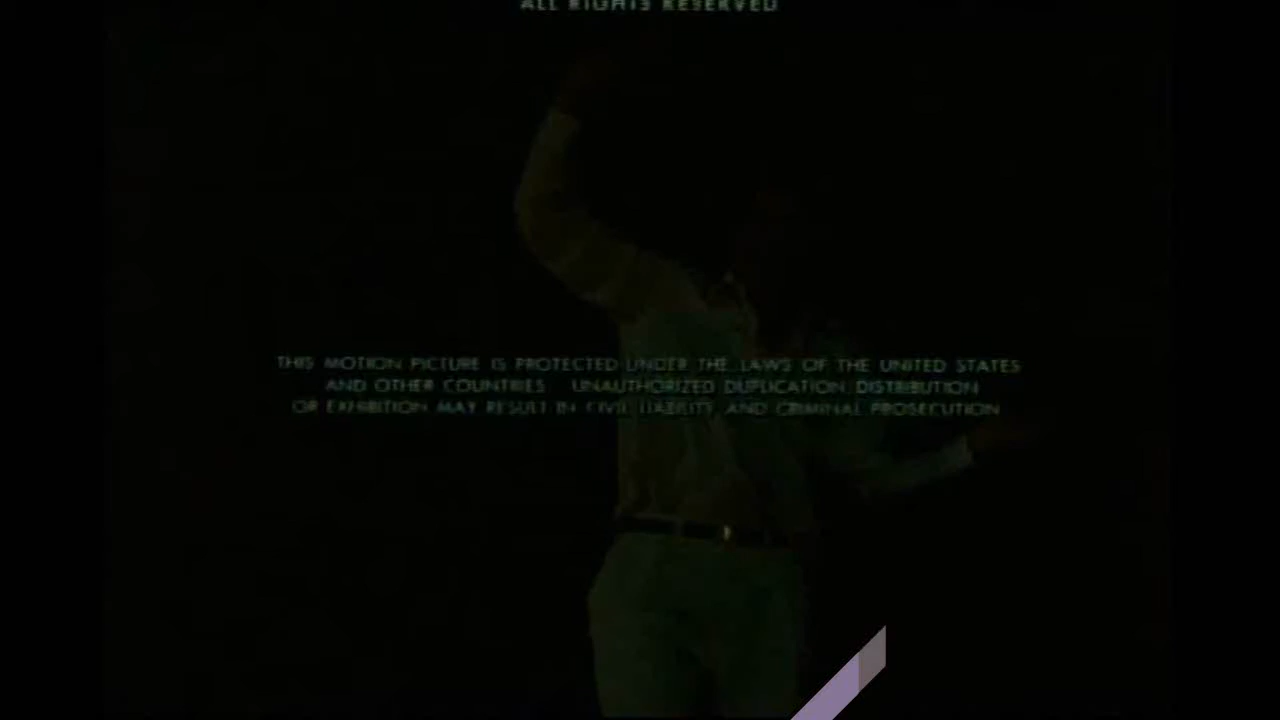 ALL RIGHTS RESERVED
THIS MOTION PICTURE IS PROTECTED UNDER THE LAWS OF THE UNITED STATES
AND OTHER COUNTRIES. UNAUTHORIZED DUPLICATION, DISTRIBUTION
OR EXHIBITION MAY RESULT IN CIVIL LIABILITY AND CRIMINAL PROSECUTION.